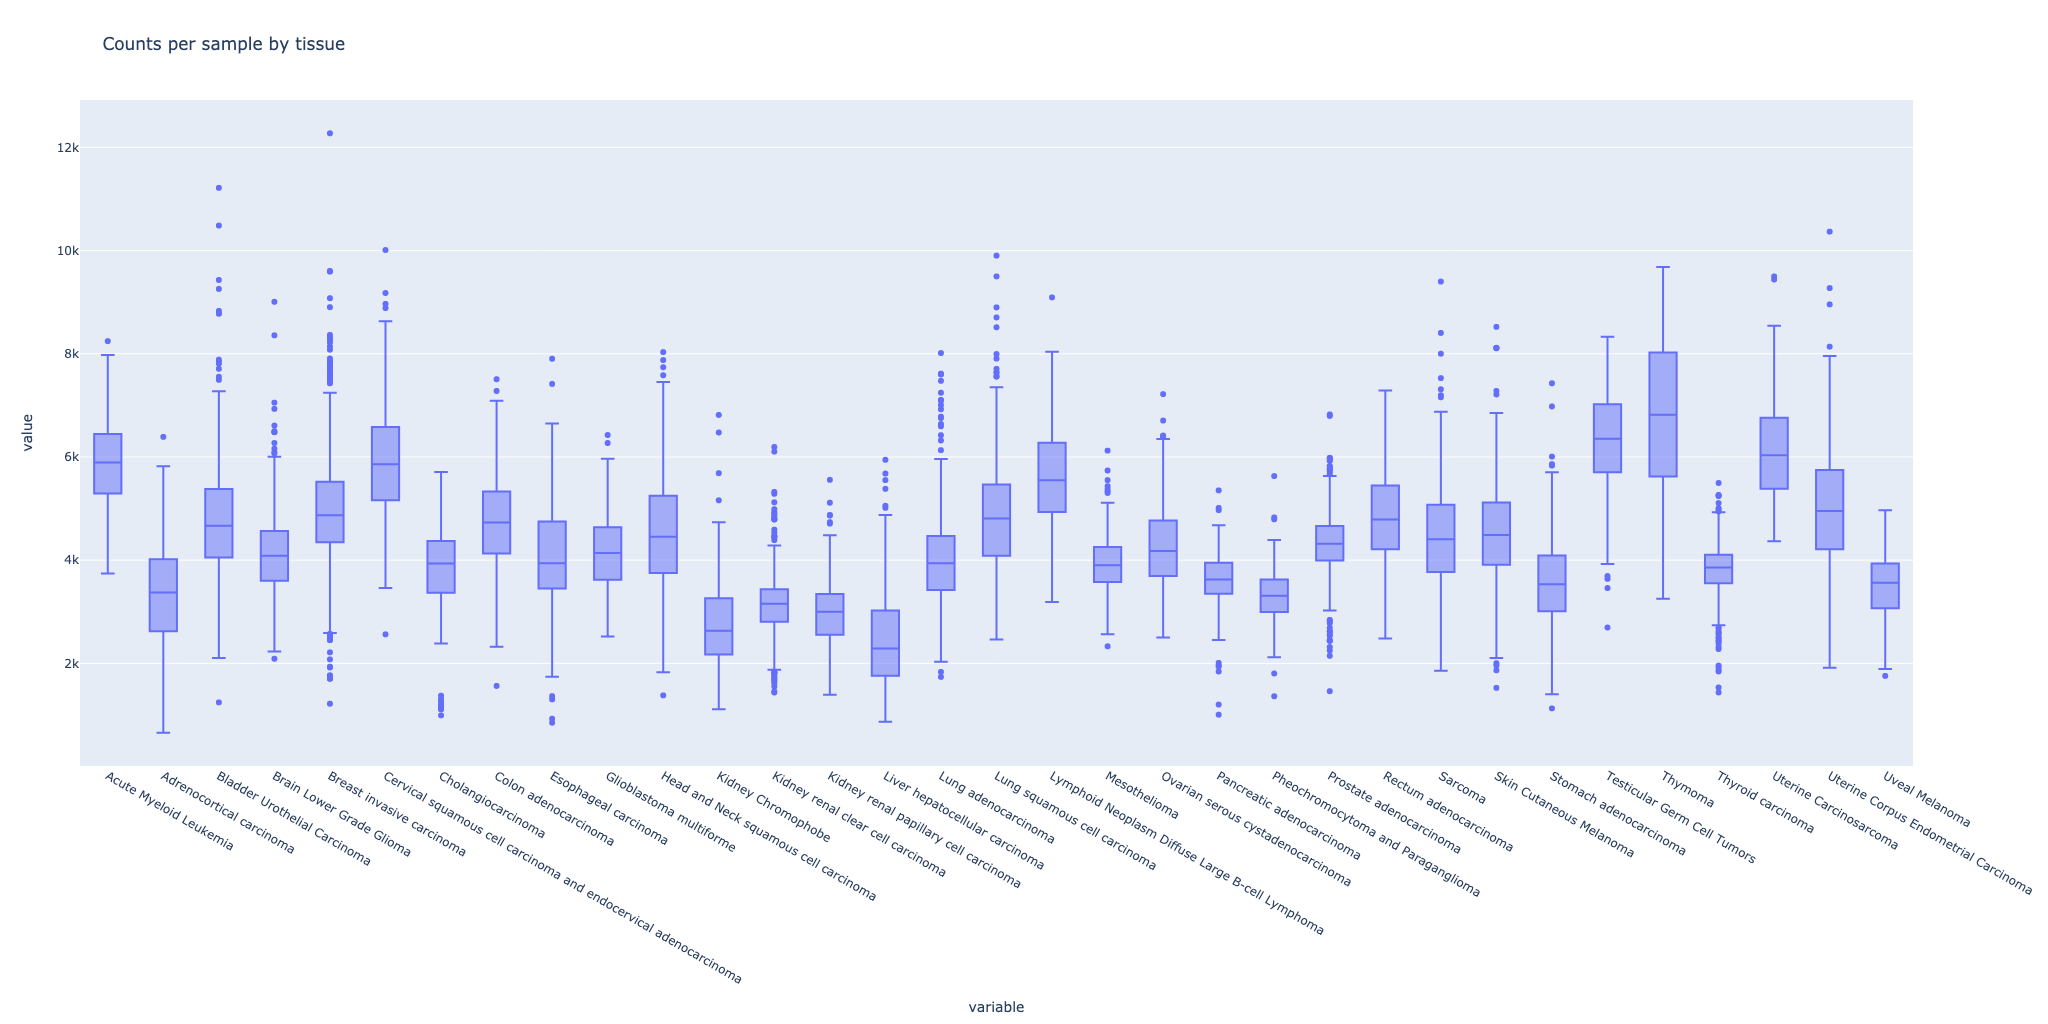 Counts per sample by tissue
value
12k
10k
8k
6k
4k
2k
Acute Myeloid Leukemia
Adrenocortical carcinoma
Bladder Urothelial Carcinoma
Brain Lower Grade Glioma
Breast invasive carcinoma
Cervical squamous cell carcinoma and endocervical adenocarcinoma
Cholangiocarcinoma
Colon adenocarcinoma
Esophageal carcinoma
Glioblastoma multiforme
Head and Neck squamous cell carcinoma
Kidney Chromophobe
Kidney renal clear cell carcinoma
Kidney renal papillary cell carcinoma
Liver hepatocellular carcinoma
Lung adenocarcinoma
Lung squamous cell carcinoma
Lymphoid Neoplasm Diffuse Large B-cell Lymphoma
Mesothelioma
Ovarian serous cystadenocarcinoma
Pancreatic adenocarcinoma
Pheochromocytoma and Paraganglioma
Prostate adenocarcinoma
Rectum adenocarcinoma
Sarcoma
Skin Cutaneous Melanoma
Stomach adenocarcinoma
Testicular Germ Cell Tumors
Thymoma
Thyroid carcinoma
Uterine Carcinosarcoma
Uterine Corpus Endometrial Carcinoma
Uveal Melanoma
variable